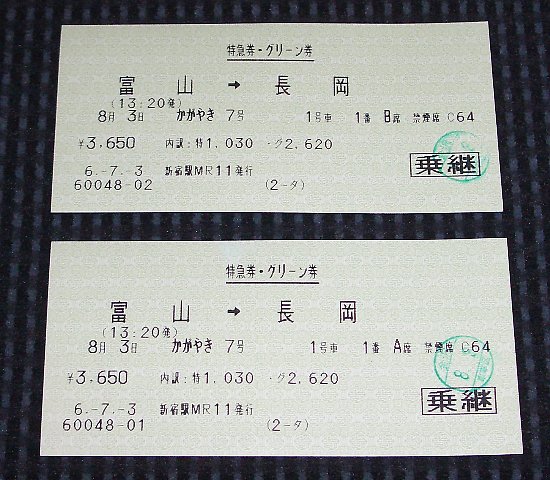 特急券・グリーン券
富山 → 長岡
(13:20発)
8月 3日 かがやき 7号 1号車 1番 B席 禁煙席 C64
¥3,650 内訳:特1,030 ・グ2,620
乗継
6.-7.-3 新宿駅MR11発行
60048-02 (2-タ)
特急券・グリーン券
富山 → 長岡
(13:20発)
8月 3日 かがやき 7号 1号車 1番 A席 禁煙席 C64
¥3,650 内訳:特1,030 ・グ2,620
乗継
6.-7.-3 新宿駅MR11発行
60048-01 (2-タ)